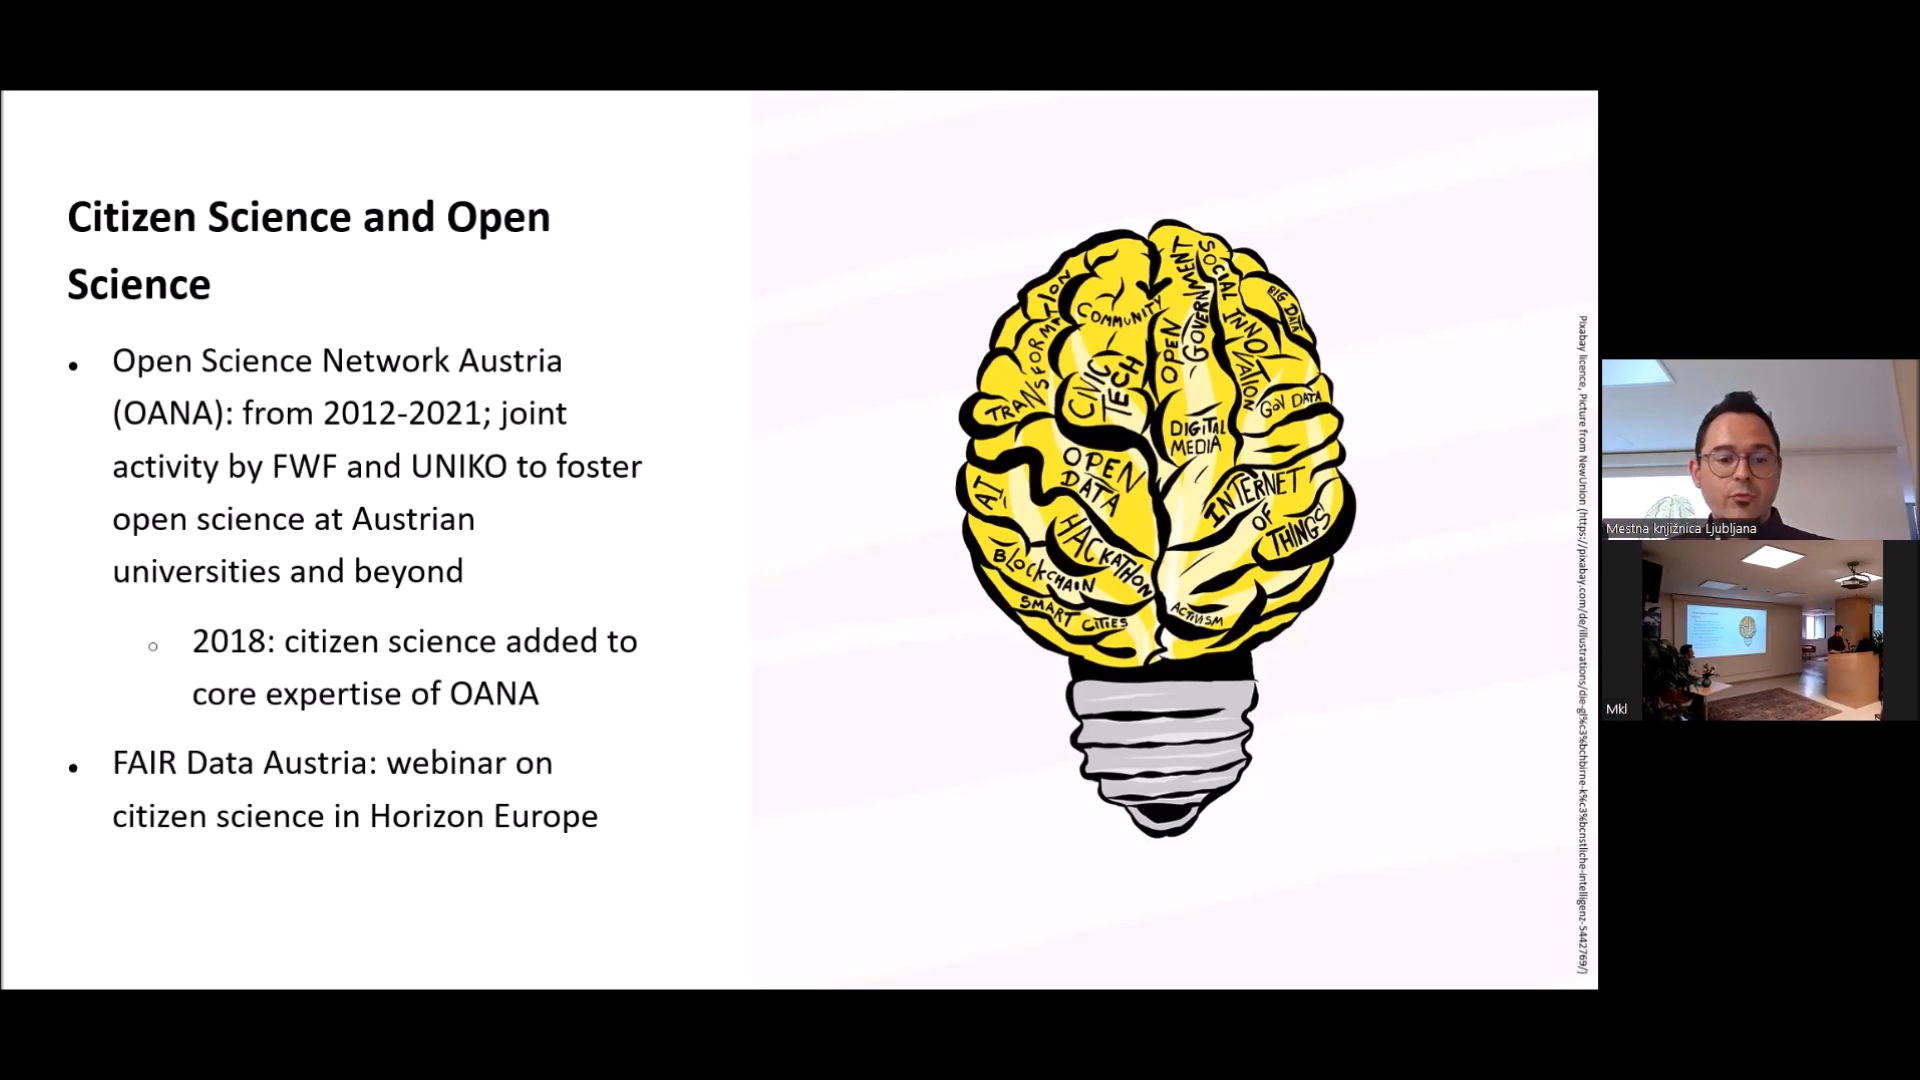 Citizen Science and Open
Science
• Open Science Network Austria
(OANA): from 2012-2021; joint
activity by FWF and UNIKO to foster
open science at Austrian
universities and beyond
○ 2018: citizen science added to
core expertise of OANA
• FAIR Data Austria: webinar on
citizen science in Horizon Europe
TRANSFORMATION
COMMUNITY
CIVIC
TECH
OPEN
GOVERNMENT
SOCIAL INNOVATION
BIG DATA
GOV DATA
DIGITAL
MEDIA
OPEN
DATA
AI
INTERNET
OF
THINGS
HACKATHON
BLOCKCHAIN
SMART CITIES
ACTIVISM
Pixabay licence, Picture from NewUnion (https://pixabay.com/de/illustrations/die-gl%c3%bchbirne-k%c3%bcnstliche-intelligenz-5442769/)
Mestna knjižnica Ljubljana
Mkl